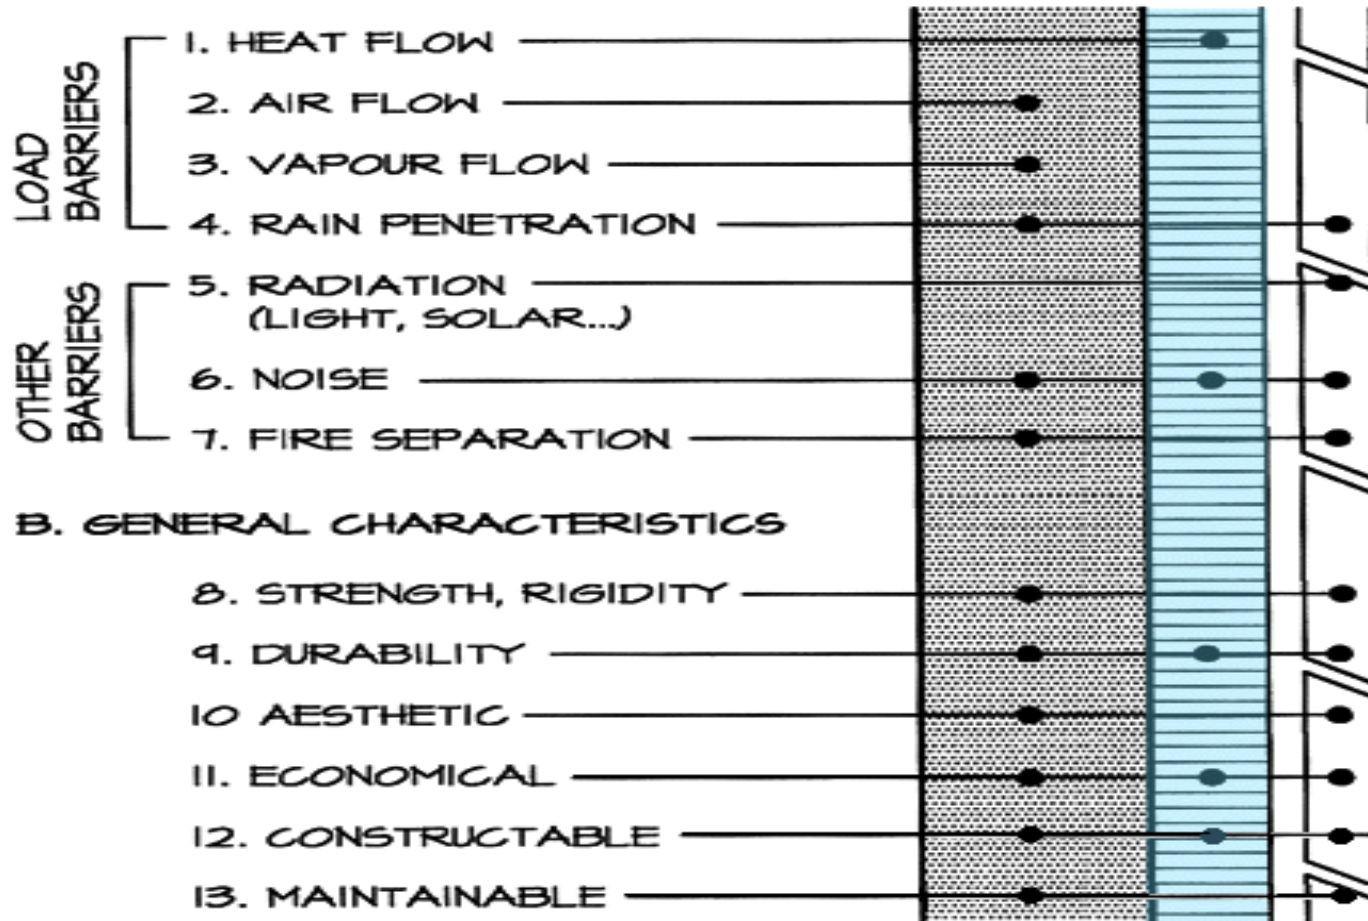 LOAD
BARRIERS
1. HEAT FLOW
2. AIR FLOW
3. VAPOUR FLOW
4. RAIN PENETRATION
OTHER
BARRIERS
5. RADIATION
(LIGHT, SOLAR...)
6. NOISE
7. FIRE SEPARATION
B. GENERAL CHARACTERISTICS
8. STRENGTH, RIGIDITY
9. DURABILITY
10 AESTHETIC
11. ECONOMICAL
12. CONSTRUCTABLE
13. MAINTAINABLE